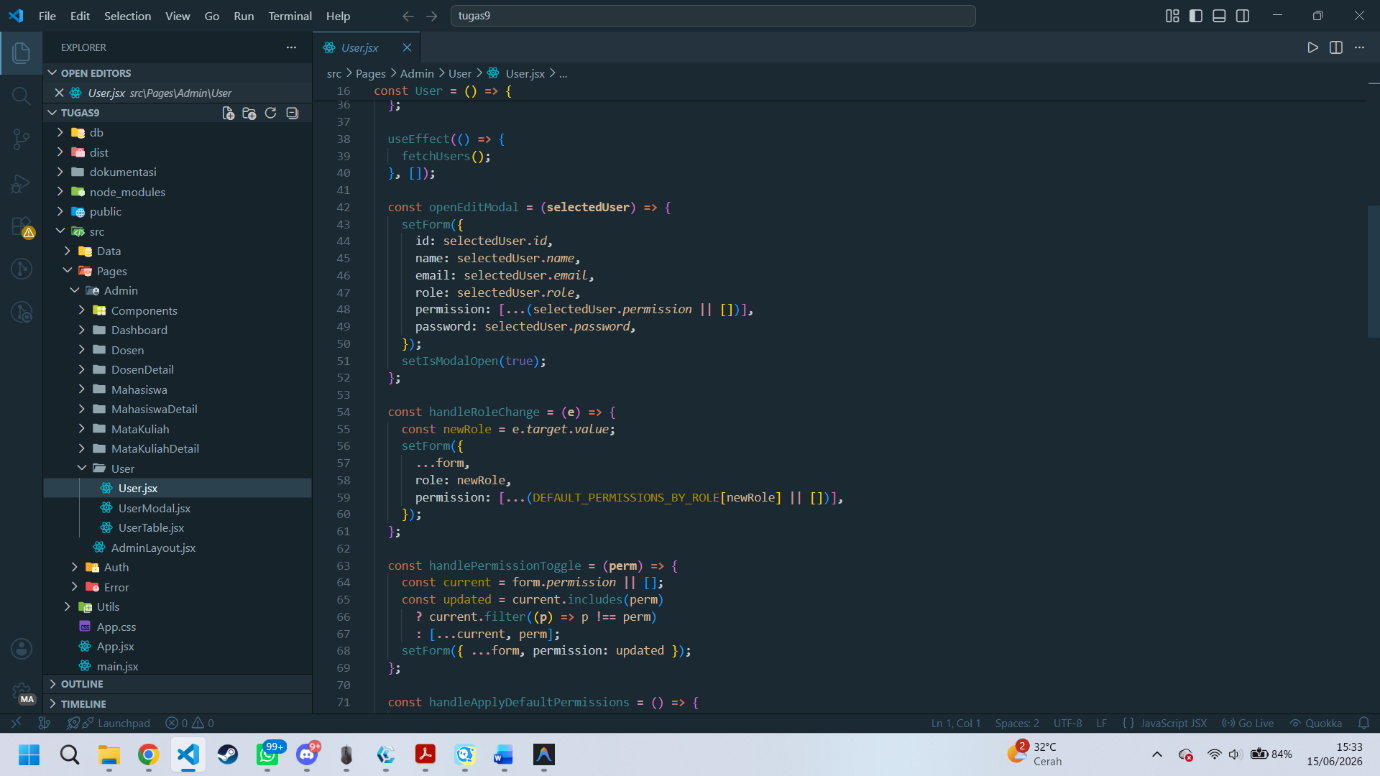 File Edit Selection View Go Run Terminal Help
tugas9
EXPLORER
User.jsx
OPEN EDITORS
User.jsx src\Pages\Admin\User
TUGAS9
db
dist
dokumentasi
node_modules
public
src
Data
Pages
Admin
Components
Dashboard
Dosen
DosenDetail
Mahasiswa
MahasiswaDetail
MataKuliah
MataKuliahDetail
User
User.jsx
UserModal.jsx
UserTable.jsx
AdminLayout.jsx
Auth
Error
Utils
App.css
App.jsx
main.jsx
OUTLINE
TIMELINE
src > Pages > Admin > User > User.jsx > ...
16 const User = () => {
36 };
37
38 useEffect(() => {
39 fetchUsers();
40 }, []);
41
42 const openEditModal = (selectedUser) => {
43 setForm({
44 id: selectedUser.id,
45 name: selectedUser.name,
46 email: selectedUser.email,
47 role: selectedUser.role,
48 permission: [...(selectedUser.permission || [])],
49 password: selectedUser.password,
50 });
51 setIsModalOpen(true);
52 };
53
54 const handleRoleChange = (e) => {
55 const newRole = e.target.value;
56 setForm({
57 ...form,
58 role: newRole,
59 permission: [...(DEFAULT_PERMISSIONS_BY_ROLE[newRole] || [])],
60 });
61 };
62
63 const handlePermissionToggle = (perm) => {
64 const current = form.permission || [];
65 const updated = current.includes(perm)
66 ? current.filter((p) => p !== perm)
67 : [...current, perm];
68 setForm({ ...form, permission: updated });
69 };
70
71 const handleApplyDefaultPermissions = () => {
MA
Launchpad 0 0 Ln 1, Col 1 Spaces: 2 UTF-8 LF { } JavaScript JSX Go Live Quokka
99+ 9+ 2 32°C Cerah 84% 15:33 15/06/2026